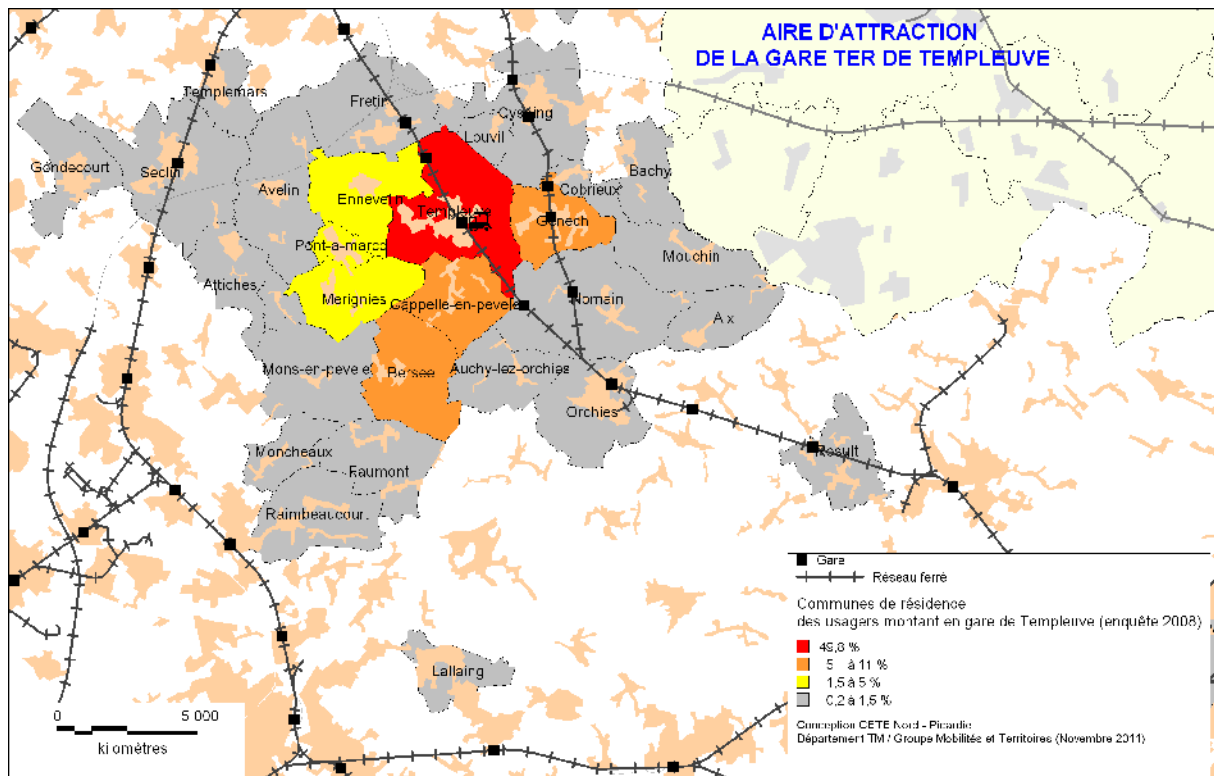 AIRE D'ATTRACTION
DE LA GARE TER DE TEMPLEUVE
Templemars
Fretin
Cysoing
Louvil
Gondecourt
Seclin
Bachy
Avelin
Cobrieux
Ennevelin
Templeuve
Genech
Pont-a-marcq
Mouchin
Attiches
Merignies
Cappelle-en-pevele
Nomain
Aix
Mons-en-pevele
Bersee
Auchy-lez-orchies
Orchies
Moncheaux
Rosult
Faumont
Raimbeaucourt
Lallaing
Gare
Réseau ferré
Communes de résidence
des usagers montant en gare de Templeuve (enquête 2008)
49,8 %
5 à 11 %
1,5 à 5 %
0,2 à 1,5 %
Conception CETE Nord - Picardie
Département TM / Groupe Mobilités et Territoires (Novembre 2011)
0 5 000
ki omètres